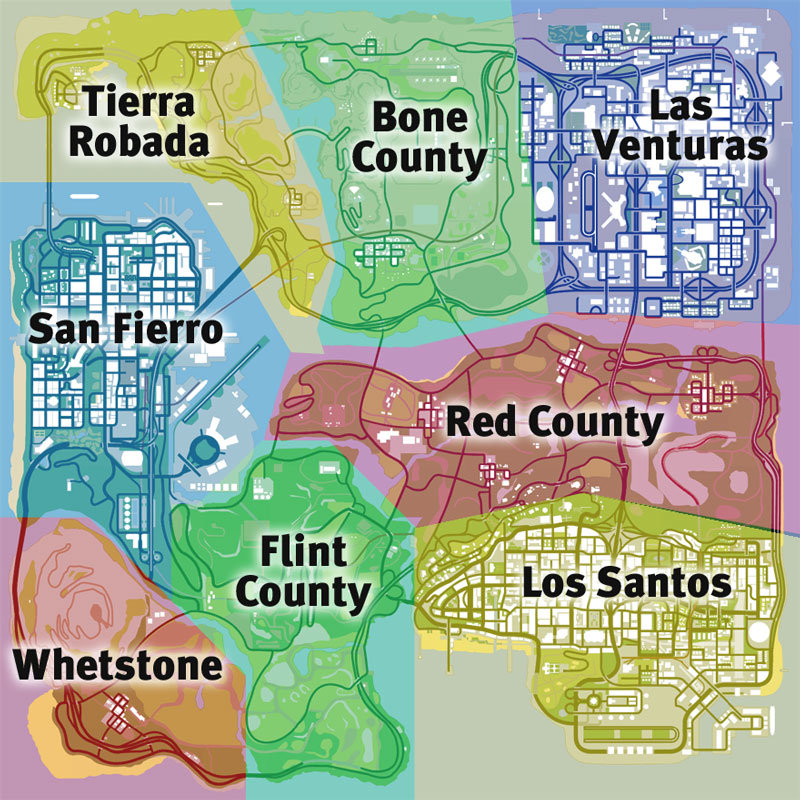 Tierra
Robada
Bone
County
Las
Venturas
San Fierro
Red County
Flint
County
Los Santos
Whetstone